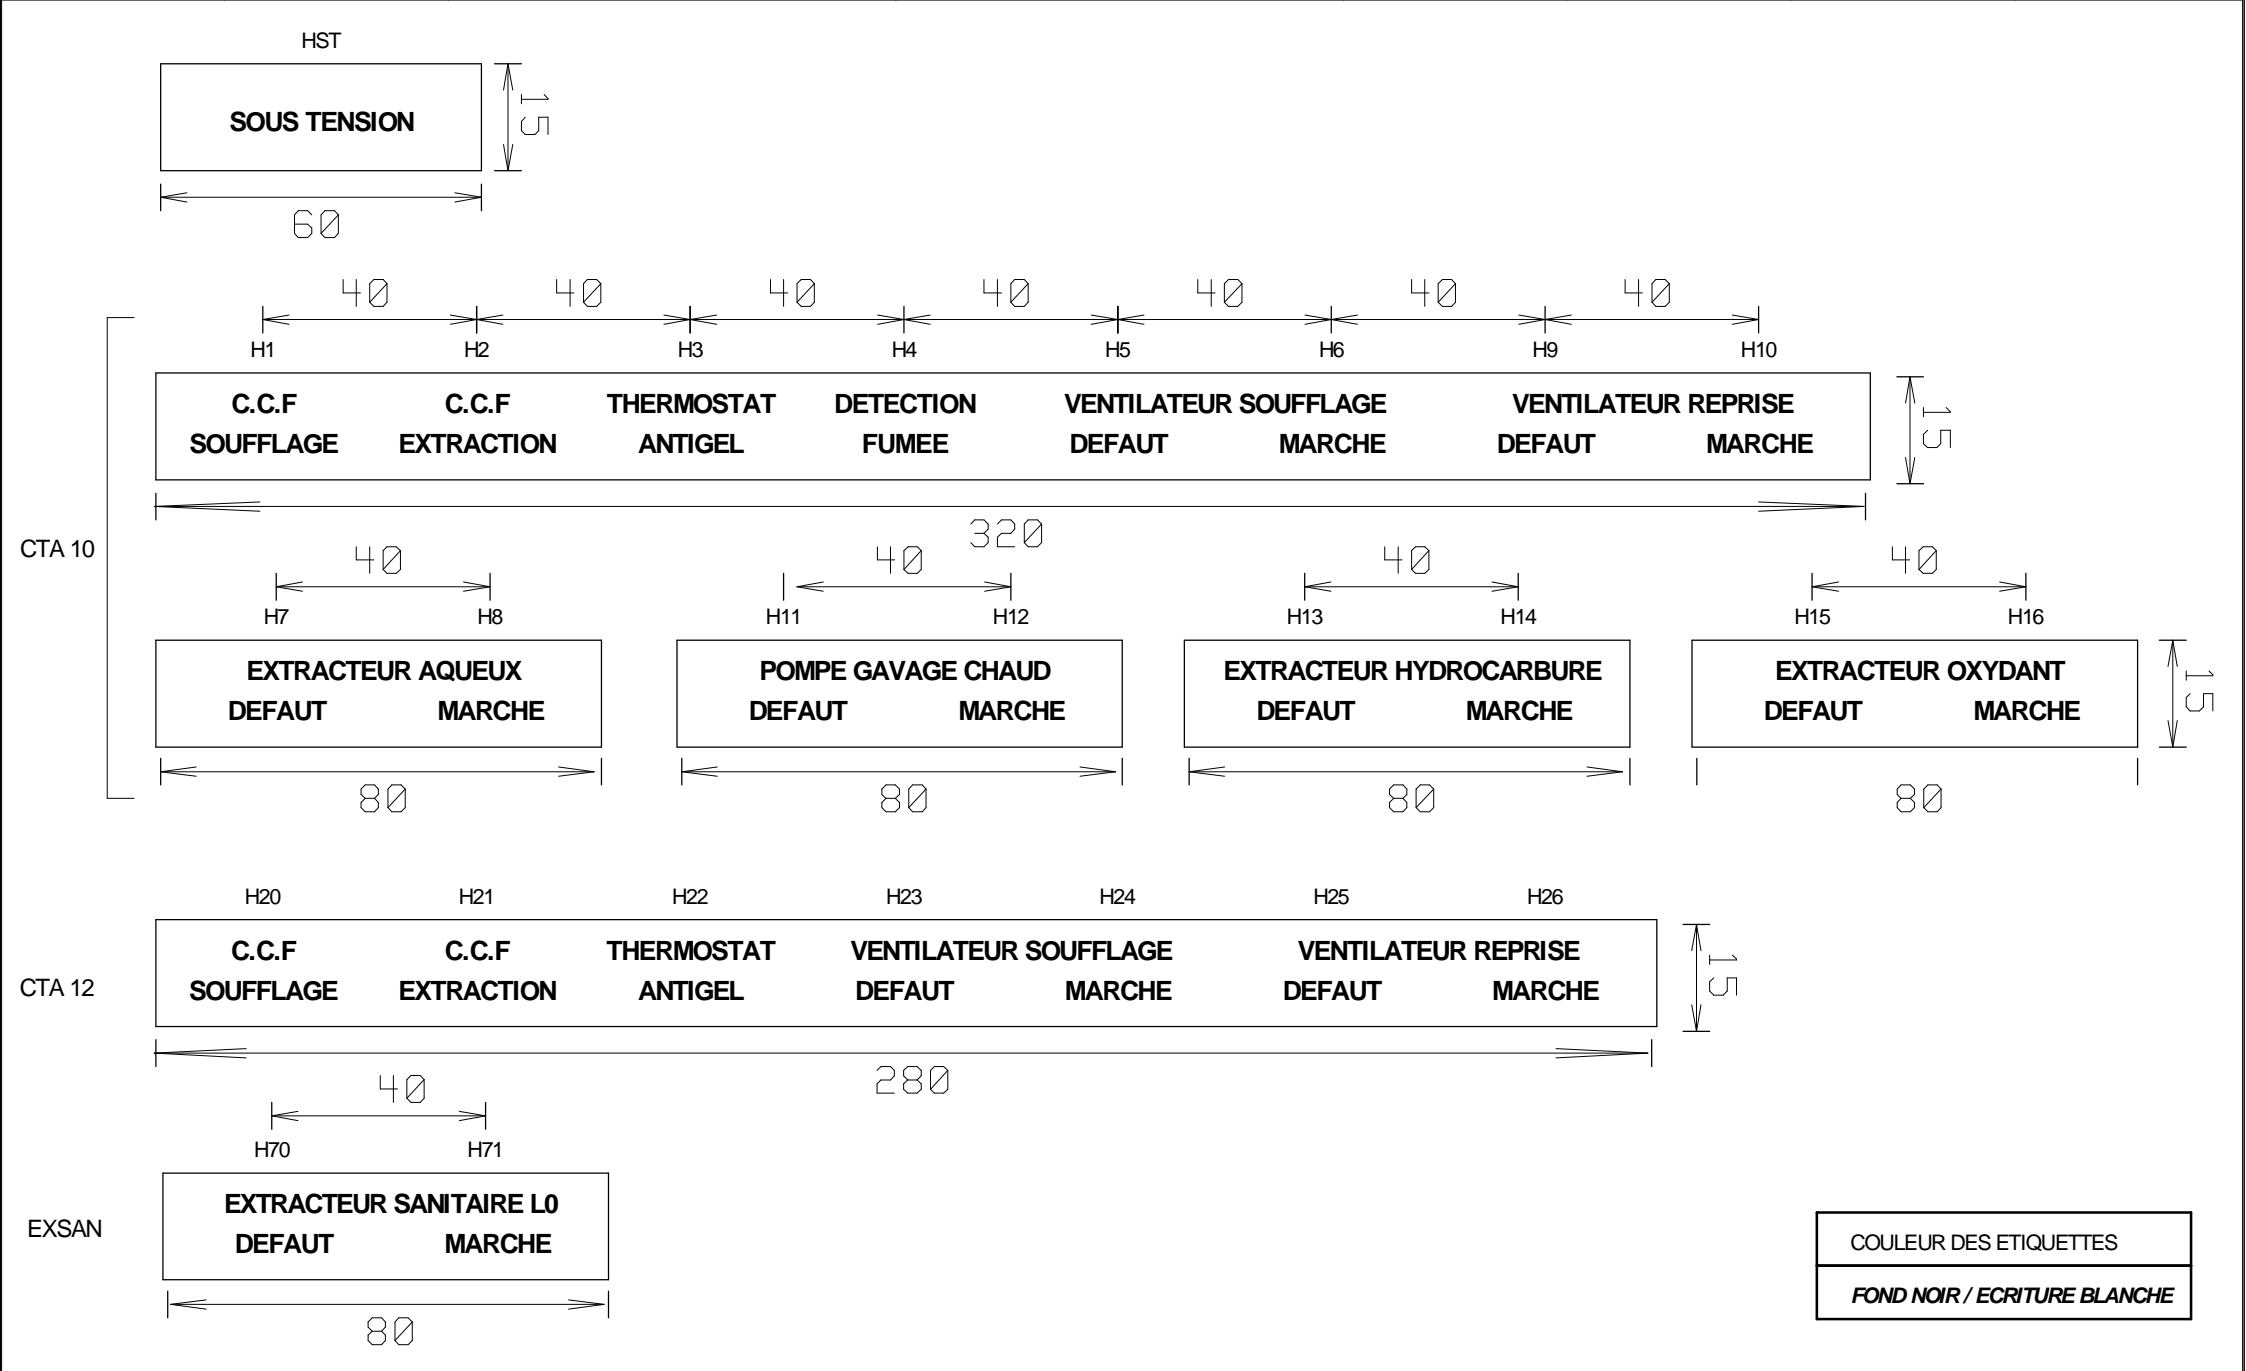 HST
SOUS TENSION
15
60
40 40 40 40 40 40 40
H1 H2 H3 H4 H5 H6 H9 H10
C.C.F C.C.F THERMOSTAT DETECTION VENTILATEUR SOUFFLAGE VENTILATEUR REPRISE
SOUFFLAGE EXTRACTION ANTIGEL FUMEE DEFAUT MARCHE DEFAUT MARCHE
15
320
CTA 10
40 40 40 40
H7 H8 H11 H12 H13 H14 H15 H16
EXTRACTEUR AQUEUX POMPE GAVAGE CHAUD EXTRACTEUR HYDROCARBURE EXTRACTEUR OXYDANT
DEFAUT MARCHE DEFAUT MARCHE DEFAUT MARCHE DEFAUT MARCHE
15
80 80 80 80
H20 H21 H22 H23 H24 H25 H26
C.C.F C.C.F THERMOSTAT VENTILATEUR SOUFFLAGE VENTILATEUR REPRISE
CTA 12
SOUFFLAGE EXTRACTION ANTIGEL DEFAUT MARCHE DEFAUT MARCHE
15
280
40
H70 H71
EXTRACTEUR SANITAIRE L0
EXSAN
DEFAUT MARCHE
80
COULEUR DES ETIQUETTES
FOND NOIR / ECRITURE BLANCHE